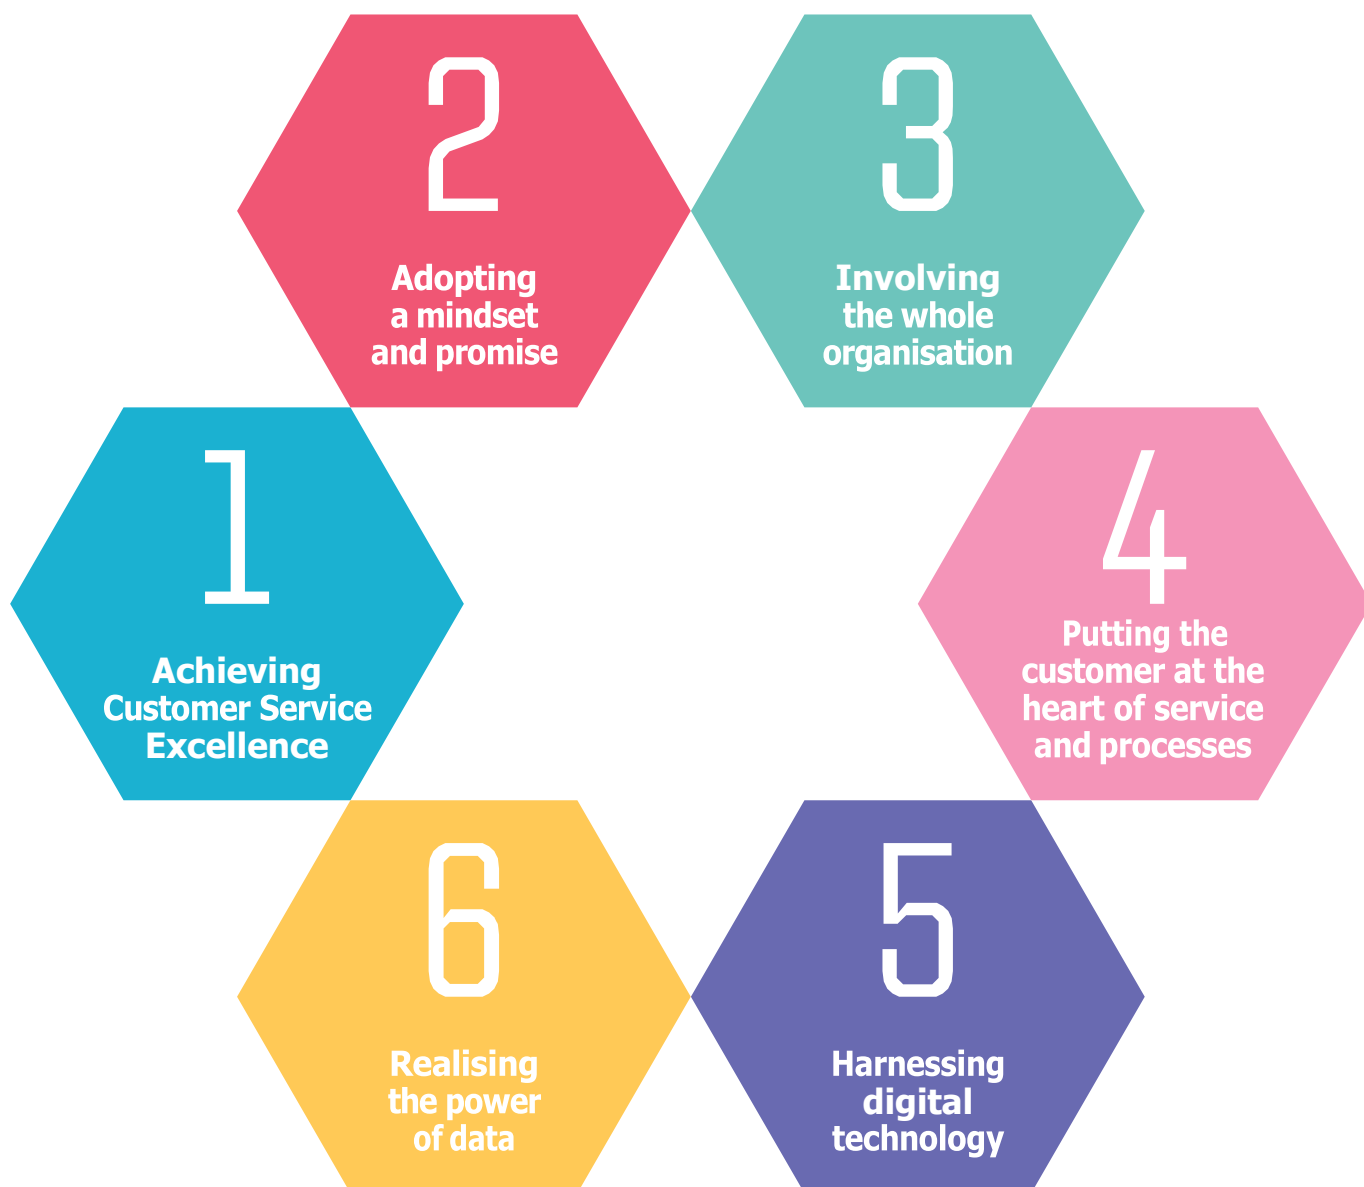 1
Achieving
Customer Service
Excellence
2
Adopting
a mindset
and promise
3
Involving
the whole
organisation
4
Putting the
customer at the
heart of service
and processes
5
Harnessing
digital
technology
6
Realising
the power
of data